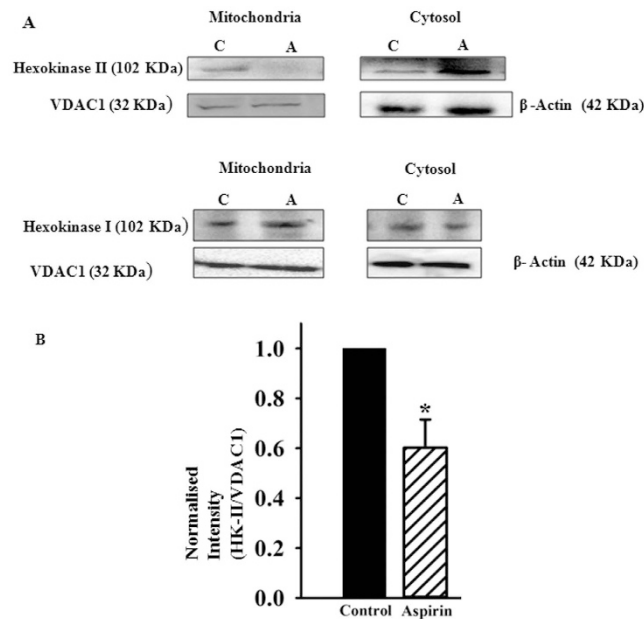 A
Mitochondria Cytosol
C A C A
Hexokinase II (102 KDa)
VDAC1 (32 KDa) β-Actin (42 KDa)
Mitochondria Cytosol
C A C A
Hexokinase I (102 KDa)
VDAC1 (32 KDa) β- Actin (42 KDa)
B
Normalised
Intensity
(HK-II/VDAC1)
1.0
*
0.8
0.6
0.4
0.2
0.0
Control Aspirin